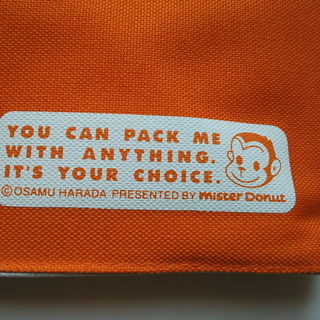 YOU CAN PACK ME
WITH ANYTHING.
IT'S YOUR CHOICE.
©OSAMU HARADA PRESENTED BY mister Donut